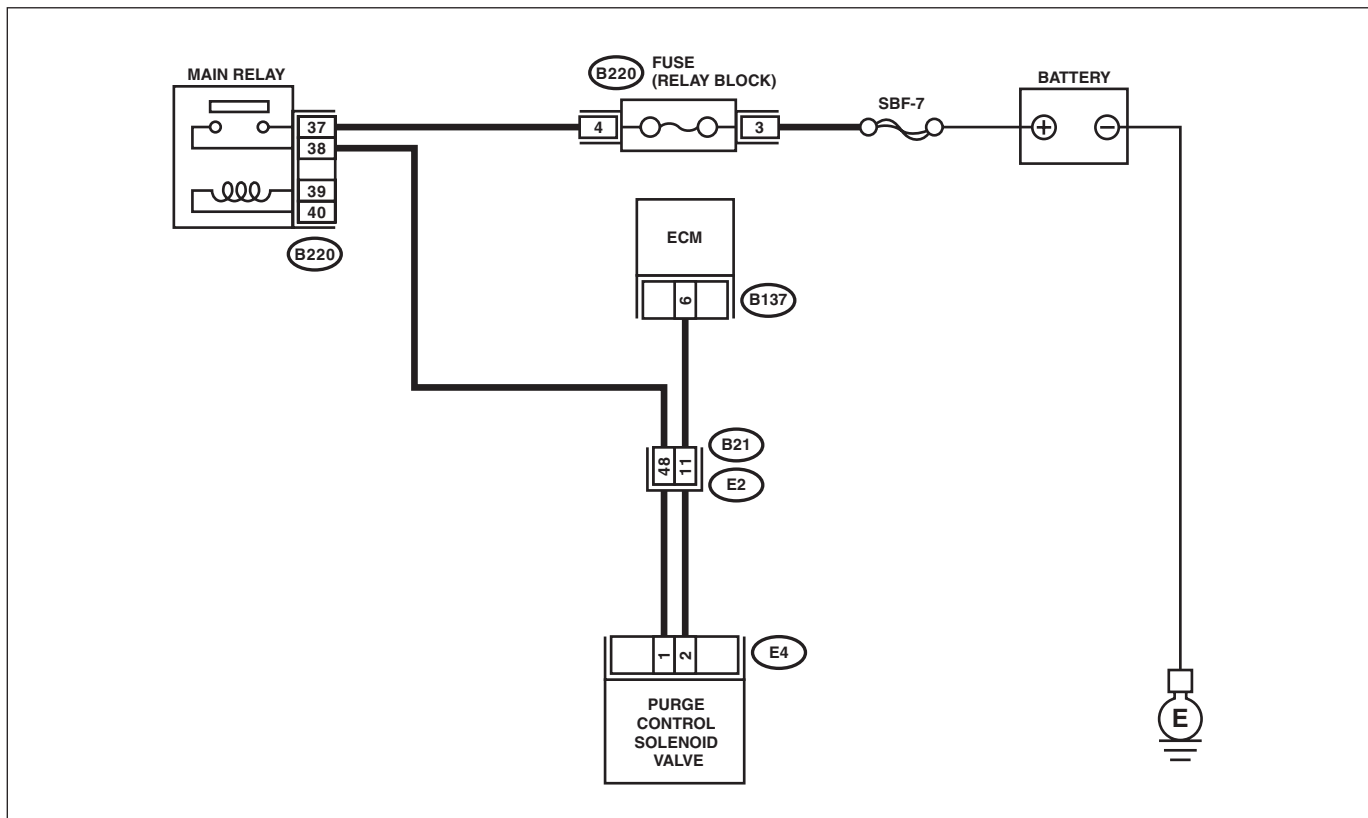 MAIN RELAY
37
38
39
40
B220
B220
FUSE
(RELAY BLOCK)
4
3
SBF-7
BATTERY
+
−
ECM
6
B137
48
11
B21
E2
1
2
E4
PURGE
CONTROL
SOLENOID
VALVE
E